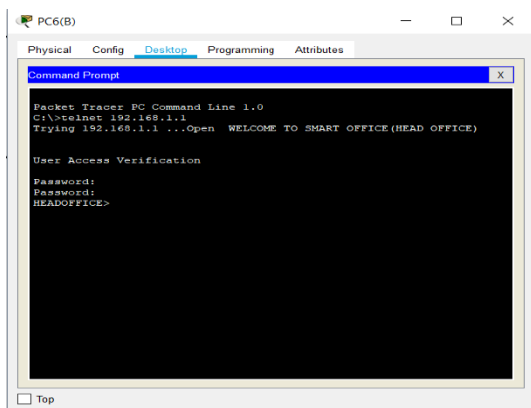 PC6(B)
Physical Config Desktop Programming Attributes
Command Prompt
X
Packet Tracer PC Command Line 1.0
C:\>telnet 192.168.1.1
Trying 192.168.1.1 ...Open WELCOME TO SMART OFFICE(HEAD OFFICE)
User Access Verification
Password:
Password:
HEADOFFICE>
Top